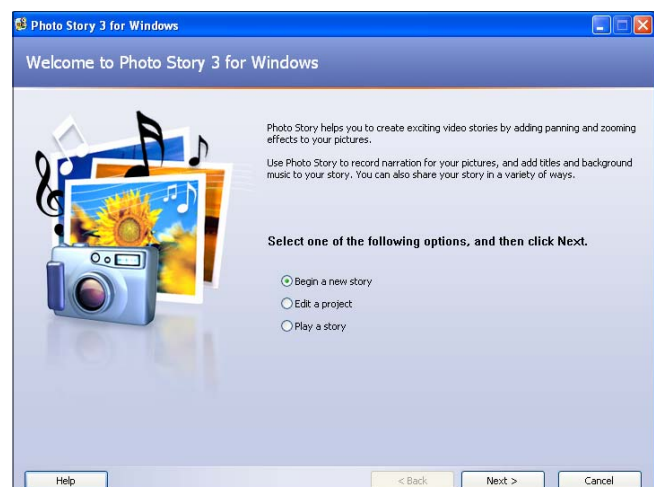 Photo Story 3 for Windows
Welcome to Photo Story 3 for Windows
Photo Story helps you to create exciting video stories by adding panning and zooming
effects to your pictures.
Use Photo Story to record narration for your pictures, and add titles and background
music to your story. You can also share your story in a variety of ways.
Select one of the following options, and then click Next.
Begin a new story
Edit a project
Play a story
Help
< Back
Next >
Cancel